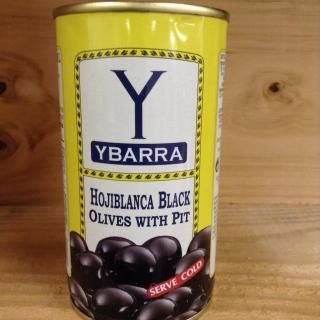 Y
YBARRA
HOJIBLANCA BLACK
OLIVES WITH PIT
SERVE COLD